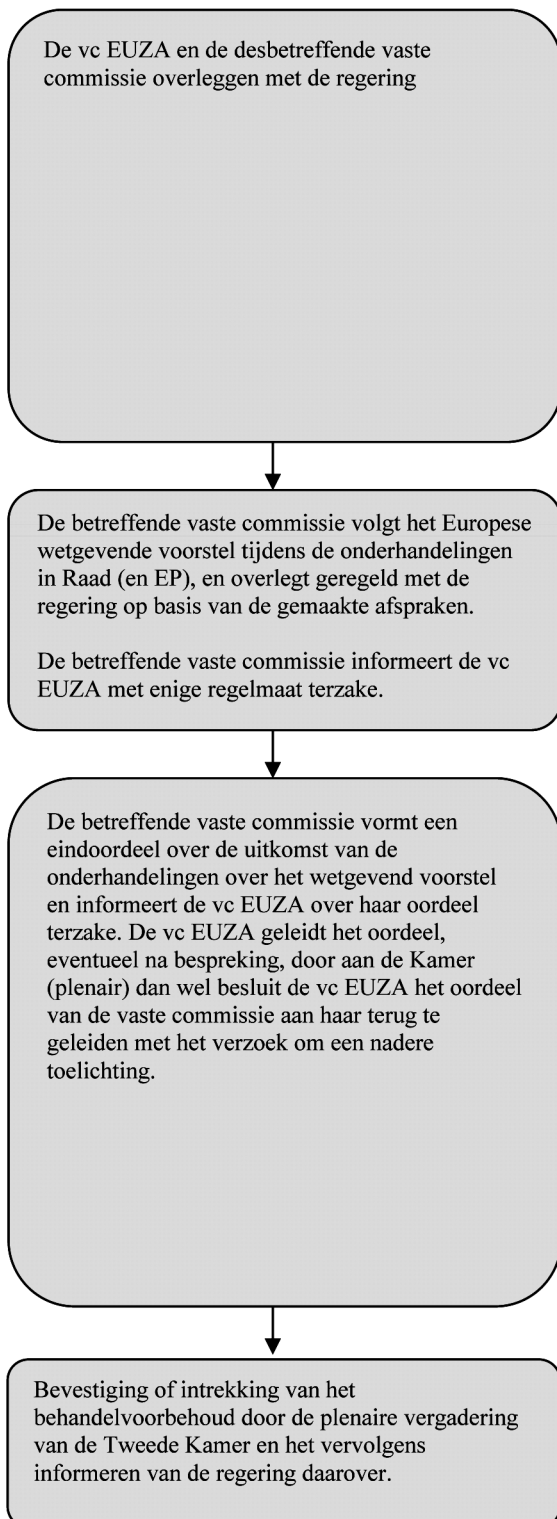 De vc EUZA en de desbetreffende vaste
commissie overleggen met de regering
De betreffende vaste commissie volgt het Europese
wetgevende voorstel tijdens de onderhandelingen
in Raad (en EP), en overlegt geregeld met de
regering op basis van de gemaakte afspraken.
De betreffende vaste commissie informeert de vc
EUZA met enige regelmaat terzake.
De betreffende vaste commissie vormt een
eindoordeel over de uitkomst van de
onderhandelingen over het wetgevend voorstel
en informeert de vc EUZA over haar oordeel
terzake. De vc EUZA geleidt het oordeel,
eventueel na bespreking, door aan de Kamer
(plenair) dan wel besluit de vc EUZA het oordeel
van de vaste commissie aan haar terug te
geleiden met het verzoek om een nadere
toelichting.
Bevestiging of intrekking van het
behandelvoorbehoud door de plenaire vergadering
van de Tweede Kamer en het vervolgens
informeren van de regering daarover.